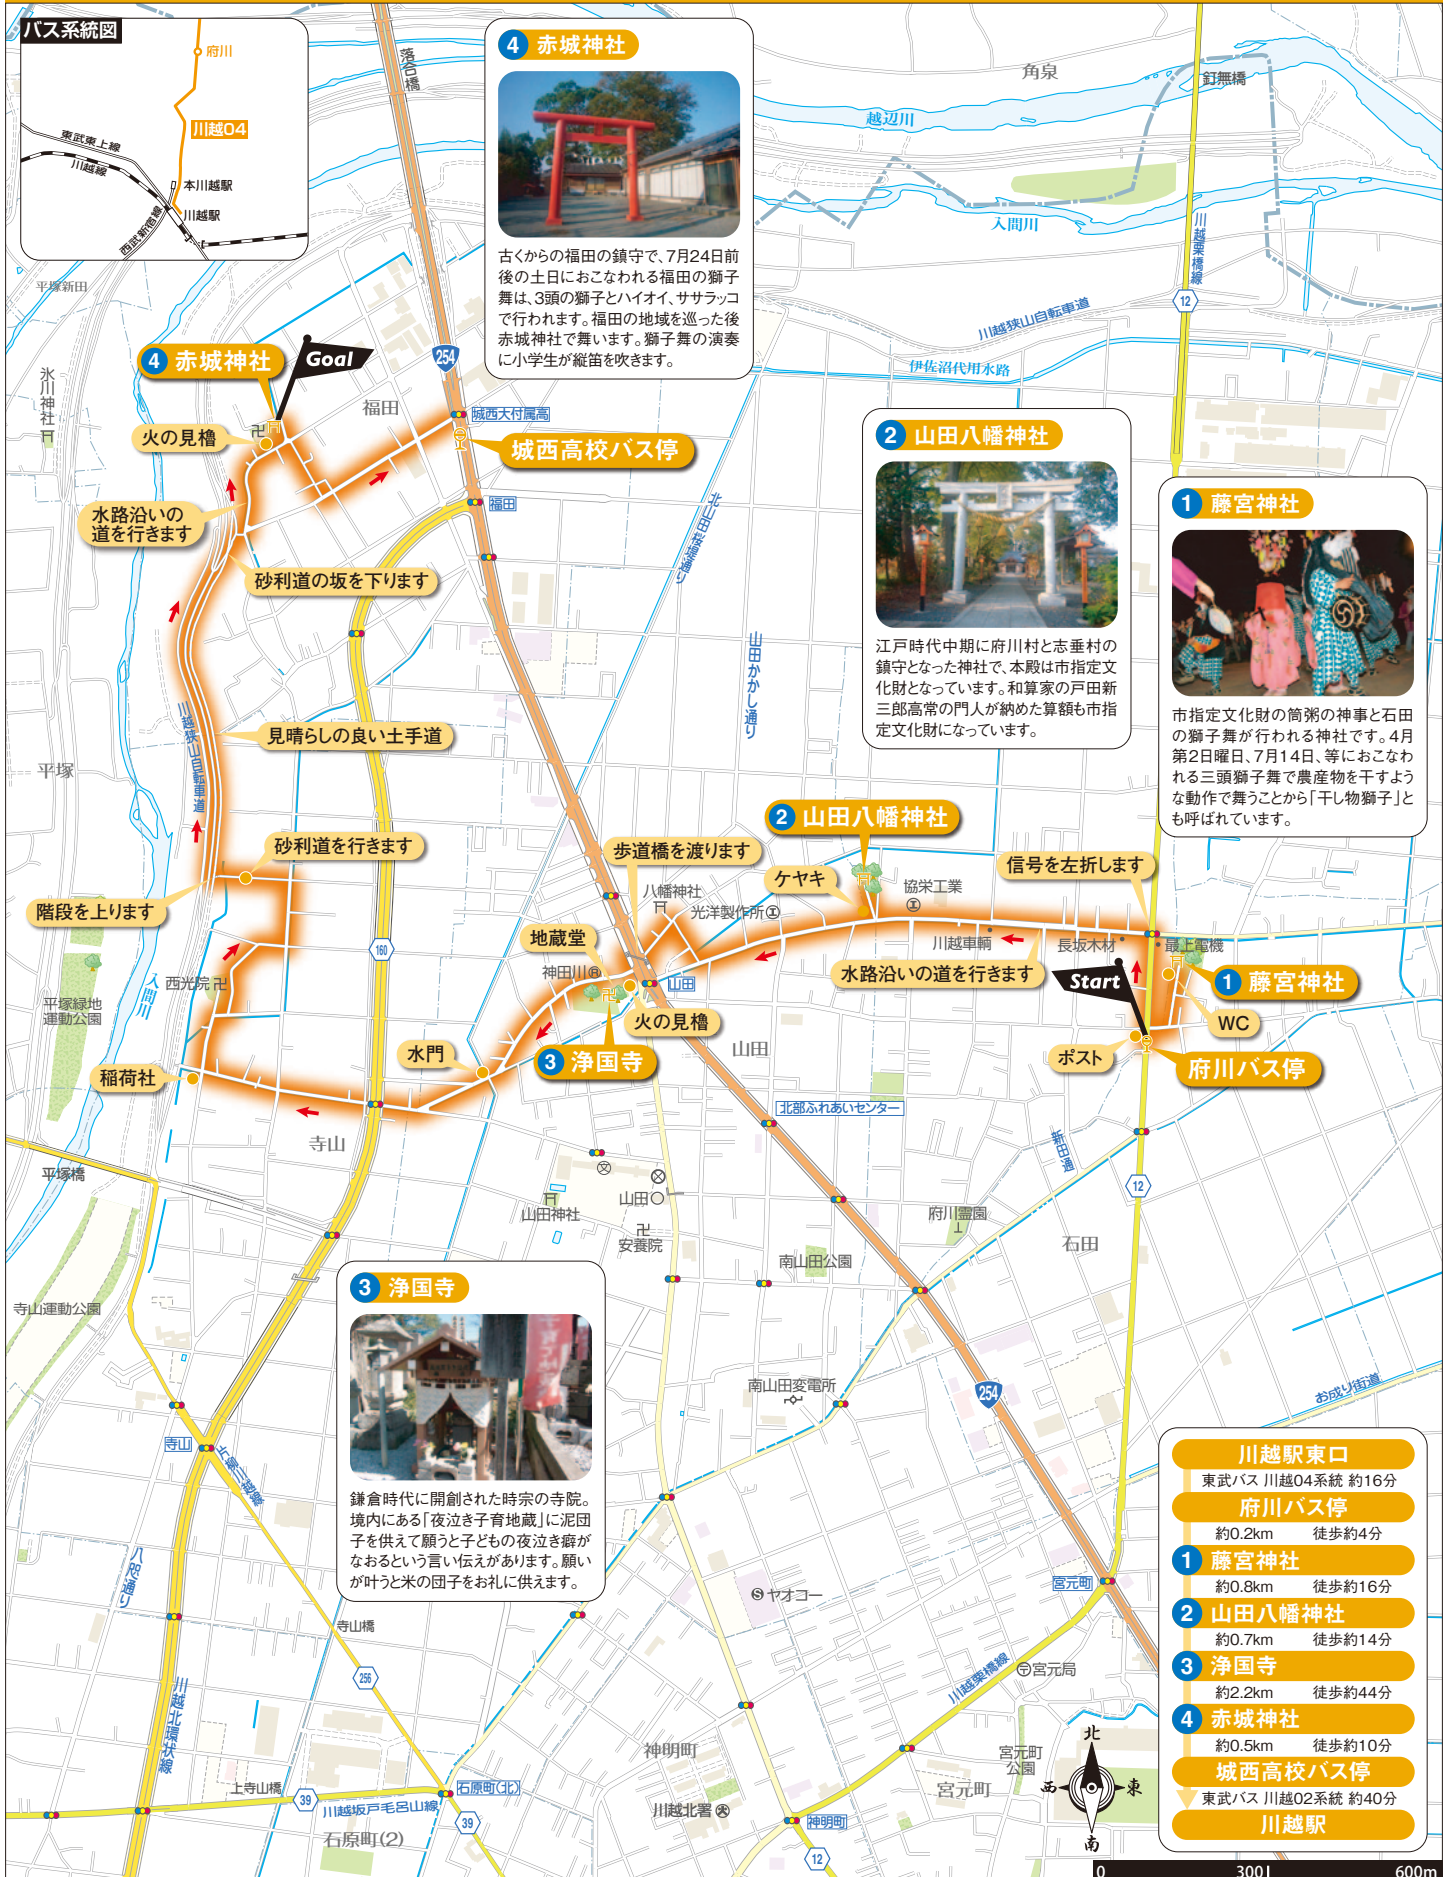 バス系統図
府川
川越04
東武東上線
川越線
本川越駅
川越駅
西武新宿線
落合橋
4 赤城神社
古くからの福田の鎮守で、7月24日前
後の土日におこなわれる福田の獅子
舞は、3頭の獅子とハイオイ、ササラッコ
で行われます。福田の地域を巡った後
赤城神社で舞います。獅子舞の演奏
に小学生が縦笛を吹きます。
角泉
釘無橋
越辺川
入間川
川越栗橋線
12
川越狭山自転車道
伊佐沼代用水路
平塚新田
氷川神社
4 赤城神社
Goal
254
福田
城西大付属高
火の見櫓
城西高校バス停
水路沿いの
道を行きます
福田
北山田桜堤通り
砂利道の坂を下ります
2 山田八幡神社
江戸時代中期に府川村と志垂村の
鎮守となった神社で、本殿は市指定文
化財となっています。和算家の戸田新
三郎高常の門人が納めた算額も市指
定文化財になっています。
1 藤宮神社
市指定文化財の筒粥の神事と石田
の獅子舞が行われる神社です。4月
第2日曜日、7月14日、等におこなわ
れる三頭獅子舞で農産物を干すよう
な動作で舞うことから「干し物獅子」と
も呼ばれています。
山田かかし通り
川越狭山自転車道
見晴らしの良い土手道
平塚
砂利道を行きます
階段を上ります
歩道橋を渡ります
2 山田八幡神社
信号を左折します
ケヤキ
八幡神社
光洋製作所
協栄工業
川越車輌
長坂木材
最上電機
地蔵堂
神田川
水路沿いの道を行きます
山田
160
西光院
入間川
平塚緑地
運動公園
Start
1 藤宮神社
WC
火の見櫓
ポスト
府川バス停
3 浄国寺
水門
山田
稲荷社
北部ふれあいセンター
寺山
新田通
12
平塚橋
山田
山田神社
安養院
府川霊園
石田
南山田公園
寺山運動公園
3 浄国寺
鎌倉時代に開創された時宗の寺院。
境内にある「夜泣き子育地蔵」に泥団
子を供えて願うと子どもの夜泣き癖が
なおるという言い伝えがあります。願い
が叶うと米の団子をお礼に供えます。
南山田変電所
254
お成り街道
寺山
片柳川越線
八咫通り
ヤオコー
宮元町
寺山橋
256
川越栗橋線
宮元局
川越北環状線
神明町
宮元町
公園
宮元町
上寺山橋
39
石原町(北)
川越坂戸毛呂山線
39
石原町(2)
川越北署
神明町
12
北
西
東
南
川越駅東口
東武バス 川越04系統 約16分
府川バス停
約0.2km 徒歩約4分
1 藤宮神社
約0.8km 徒歩約16分
2 山田八幡神社
約0.7km 徒歩約14分
3 浄国寺
約2.2km 徒歩約44分
4 赤城神社
約0.5km 徒歩約10分
城西高校バス停
東武バス 川越02系統 約40分
川越駅
0 300 600m